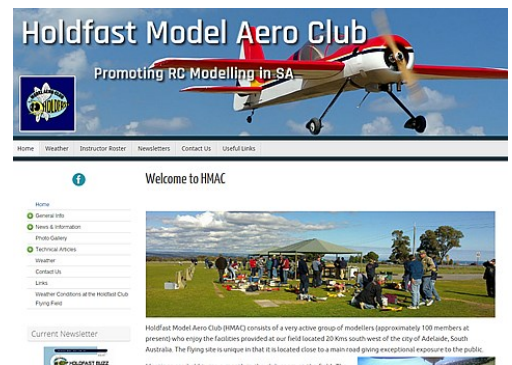 Holdfast Model Aero Club
Promoting RC Modelling in SA
HOLDFAST
Home Weather Instructor Roster Newsletters Contact Us Useful Links
Welcome to HMAC
Home
General Info
News & Information
Photo Gallery
Technical Articles
Weather
Contact Us
Links
Weather Conditions at the Holdfast Club
Flying Field
Holdfast Model Aero Club (HMAC) consists of a very active group of modellers (approximately 100 members at
present) who enjoy the facilities provided at our field located 20 Kms south west of the city of Adelaide, South
Australia. The flying site is unique in that it is located close to a main road giving exceptional exposure to the public.
Current Newsletter
HOLDFAST BUZZ